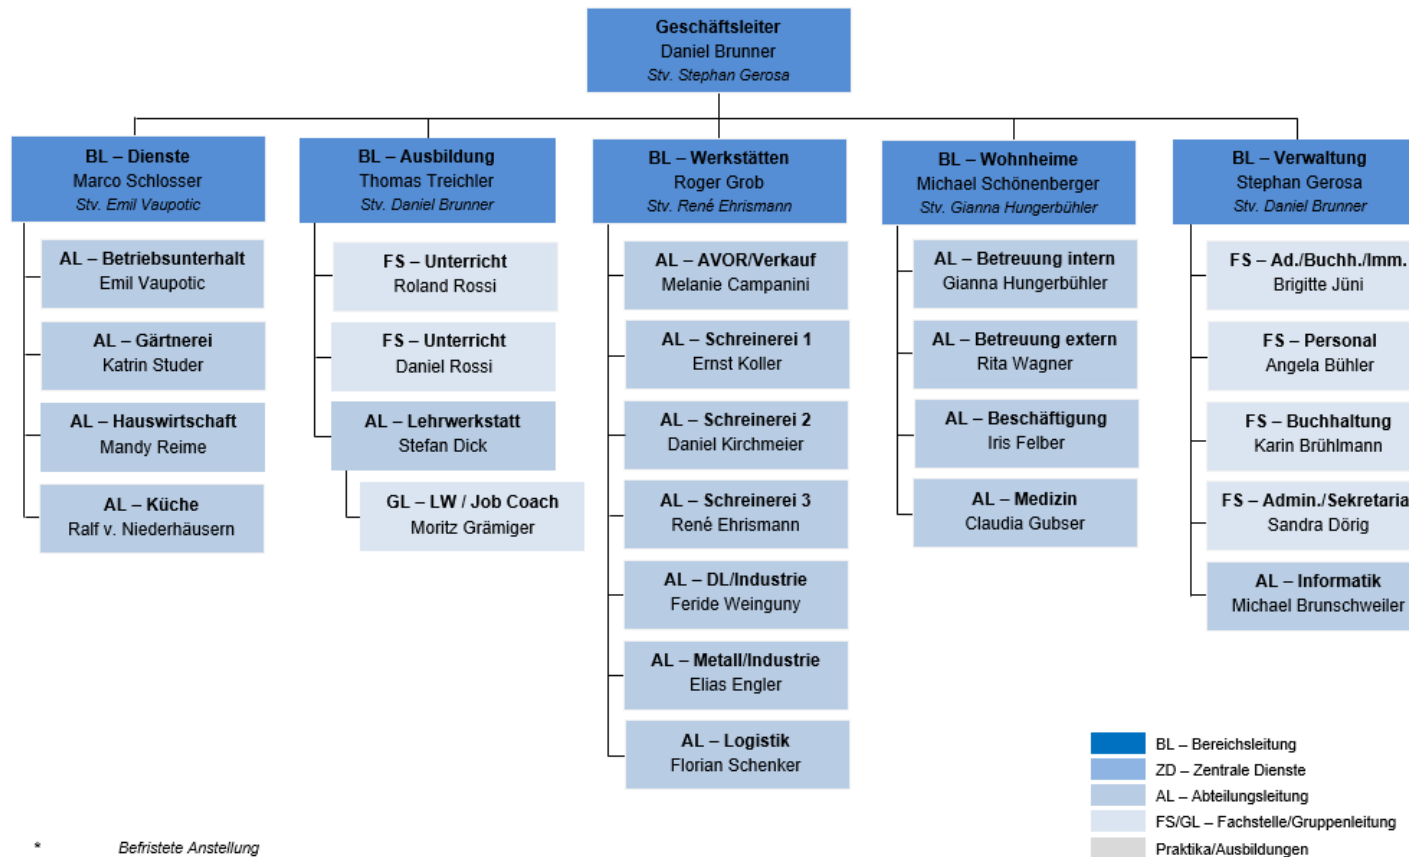 Geschäftsleiter
Daniel Brunner
Stv. Stephan Gerosa
BL – Dienste
Marco Schlosser
Stv. Emil Vaupotic
AL – Betriebsunterhalt
Emil Vaupotic
AL – Gärtnerei
Katrin Studer
AL – Hauswirtschaft
Mandy Reime
AL – Küche
Ralf v. Niederhäusern
BL – Ausbildung
Thomas Treichler
Stv. Daniel Brunner
FS – Unterricht
Roland Rossi
FS – Unterricht
Daniel Rossi
AL – Lehrwerkstatt
Stefan Dick
GL – LW / Job Coach
Moritz Grämiger
BL – Werkstätten
Roger Grob
Stv. René Ehrismann
AL – AVOR/Verkauf
Melanie Campanini
AL – Schreinerei 1
Ernst Koller
AL – Schreinerei 2
Daniel Kirchmeier
AL – Schreinerei 3
René Ehrismann
AL – DL/Industrie
Feride Weinguny
AL – Metall/Industrie
Elias Engler
AL – Logistik
Florian Schenker
BL – Wohnheime
Michael Schönenberger
Stv. Gianna Hungerbühler
AL – Betreuung intern
Gianna Hungerbühler
AL – Betreuung extern
Rita Wagner
AL – Beschäftigung
Iris Felber
AL – Medizin
Claudia Gubser
BL – Verwaltung
Stephan Gerosa
Stv. Daniel Brunner
FS – Ad./Buchh./Imm.
Brigitte Jüni
FS – Personal
Angela Bühler
FS – Buchhaltung
Karin Brühlmann
FS – Admin./Sekretaria
Sandra Dörig
AL – Informatik
Michael Brunschweiler
BL – Bereichsleitung
ZD – Zentrale Dienste
AL – Abteilungsleitung
FS/GL – Fachstelle/Gruppenleitung
Praktika/Ausbildungen
* Befristete Anstellung